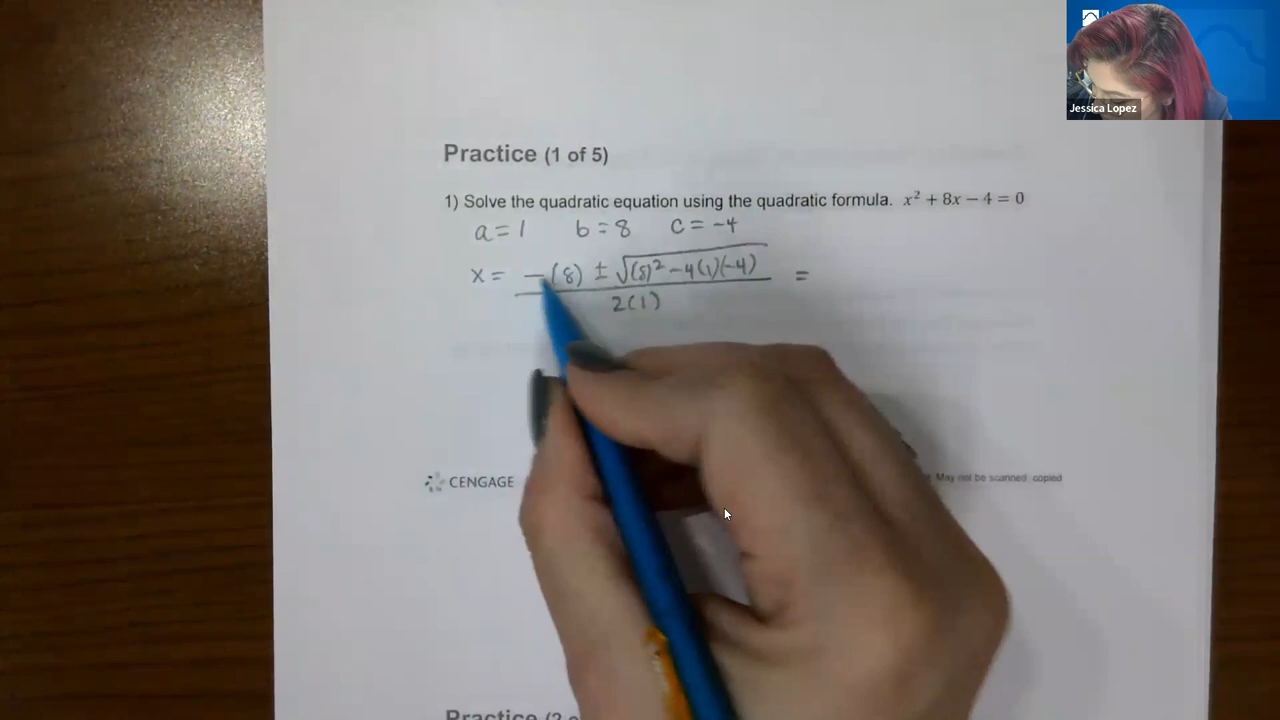 Jessica Lopez
Practice (1 of 5)
1) Solve the quadratic equation using the quadratic formula. x² + 8x − 4 = 0
a = 1 b = 8 c = -4
x = -(8) ± √(8)² - 4(1)(-4) =
2(1)
CENGAGE May not be scanned, copied
Practice (2 o